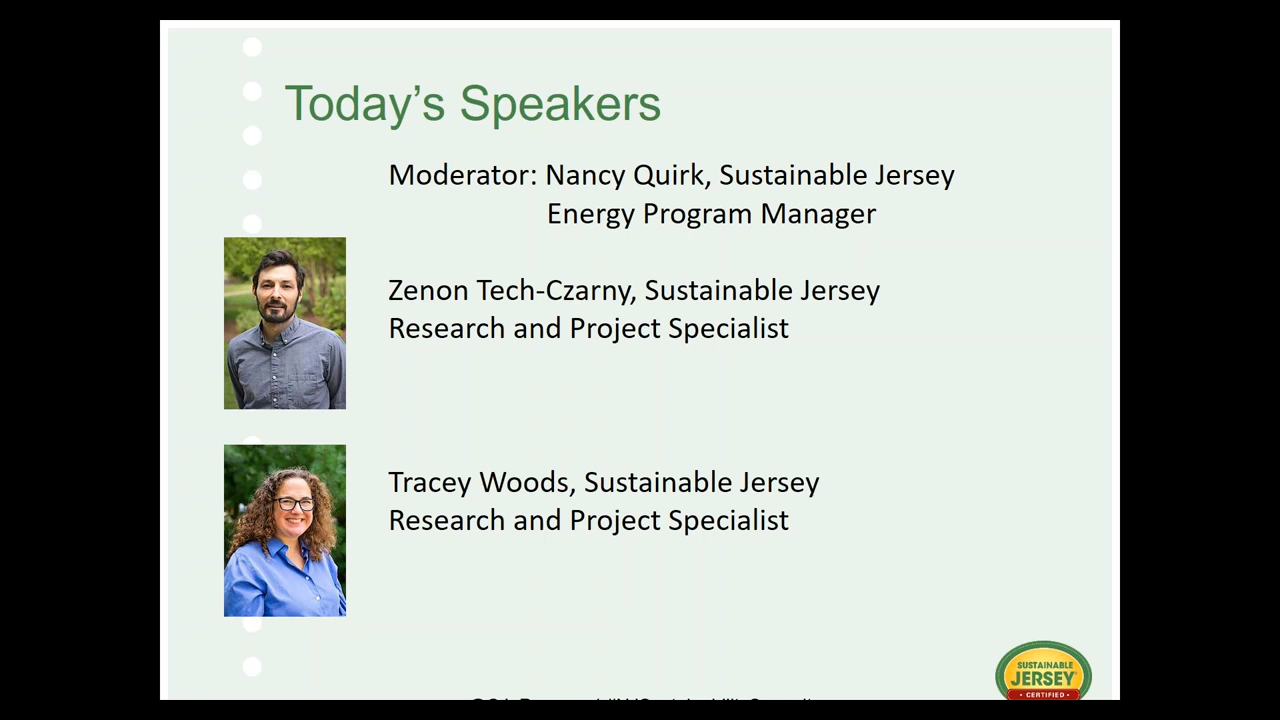 Today’s Speakers
Moderator: Nancy Quirk, Sustainable Jersey
Energy Program Manager
Zenon Tech-Czarny, Sustainable Jersey
Research and Project Specialist
Tracey Woods, Sustainable Jersey
Research and Project Specialist
SUSTAINABLE
JERSEY
• CERTIFIED •